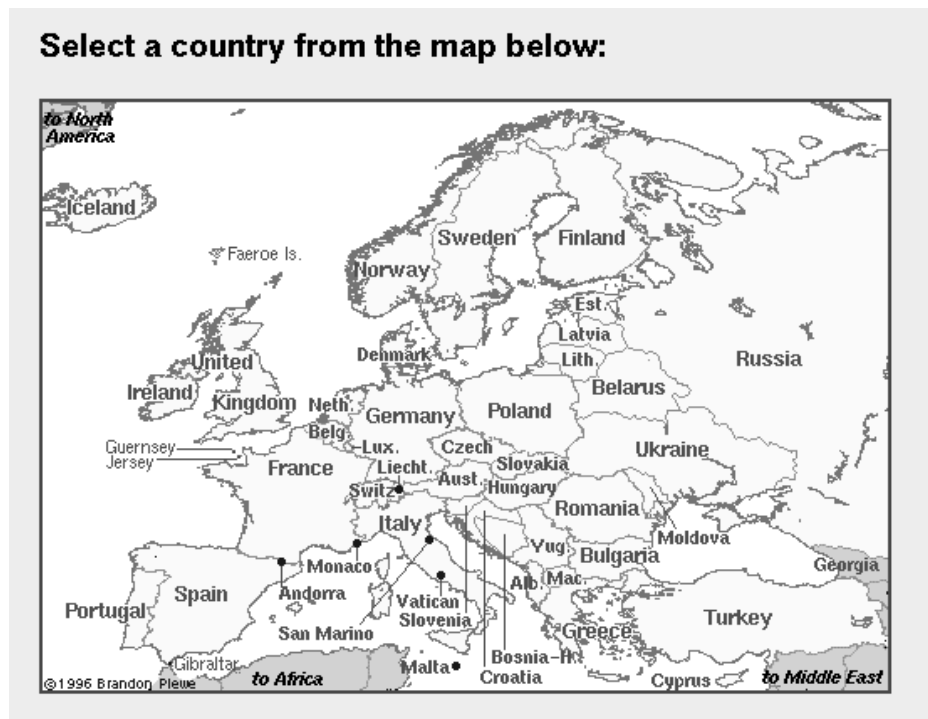 Select a country from the map below:
to North
America
Iceland
Faeroe Is.
Sweden
Finland
Norway
Est.
Latvia
Denmark
Lith.
Russia
United
Kingdom
Ireland
Belarus
Neth.
Germany
Poland
Belg.
Guernsey
Jersey
Lux.
Czech
Ukraine
France
Liecht.
Slovakia
Switz.
Aust.
Hungary
Romania
Italy
Moldova
Yug.
Bulgaria
Monaco
Georgia
Andorra
Alb.
Mac.
Spain
Portugal
Vatican
Slovenia
San Marino
Greece
Turkey
Gibraltar
Malta
Bosnia-H.
Croatia
Cyprus
to Africa
to Middle East
©1996 Brandon Plewe